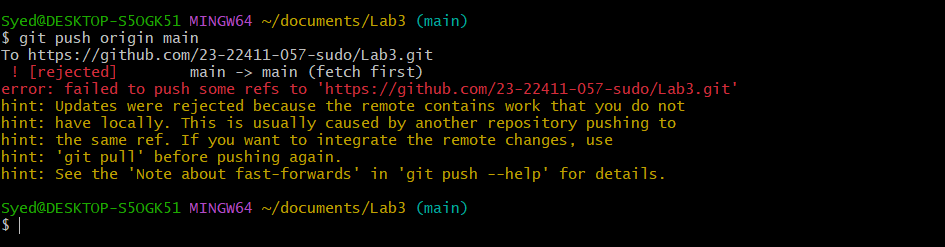 Syed@DESKTOP-S5OGK51 MINGW64 ~/documents/Lab3 (main)
$ git push origin main
To https://github.com/23-22411-057-sudo/Lab3.git
 ! [rejected]        main -> main (fetch first)
error: failed to push some refs to 'https://github.com/23-22411-057-sudo/Lab3.git'
hint: Updates were rejected because the remote contains work that you do not
hint: have locally. This is usually caused by another repository pushing to
hint: the same ref. If you want to integrate the remote changes, use
hint: 'git pull' before pushing again.
hint: See the 'Note about fast-forwards' in 'git push --help' for details.
Syed@DESKTOP-S5OGK51 MINGW64 ~/documents/Lab3 (main)
$